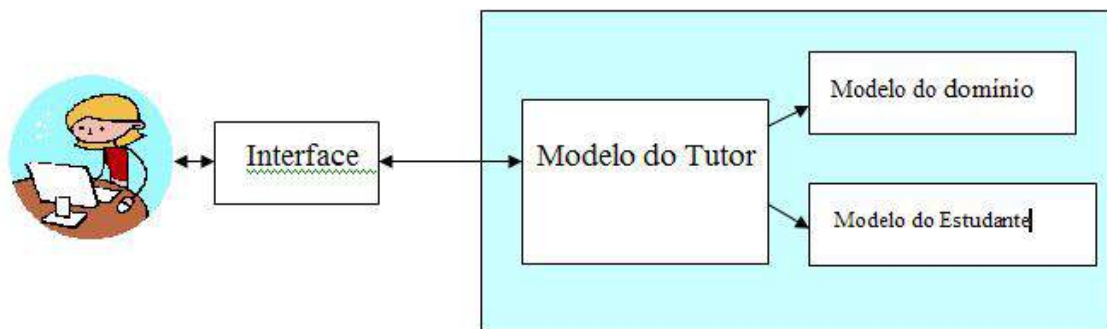 Interface
Modelo do Tutor
Modelo do domínio
Modelo do Estudante